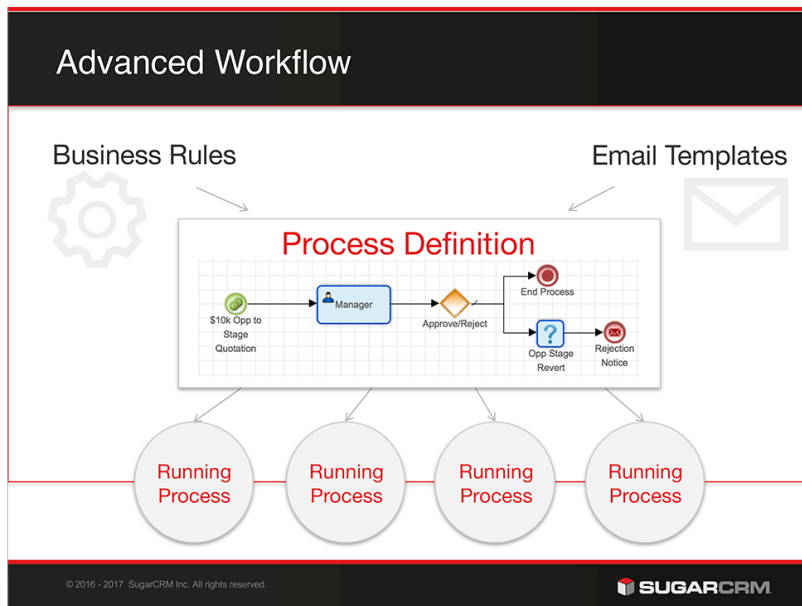 Advanced Workflow
Business Rules
Email Templates
Process Definition
$10k Opp to
Stage
Quotation
Manager
Approve/Reject
End Process
?
Opp Stage
Revert
Rejection
Notice
Running
Process
Running
Process
Running
Process
Running
Process
© 2016 - 2017 SugarCRM Inc. All rights reserved.
SUGARCRM